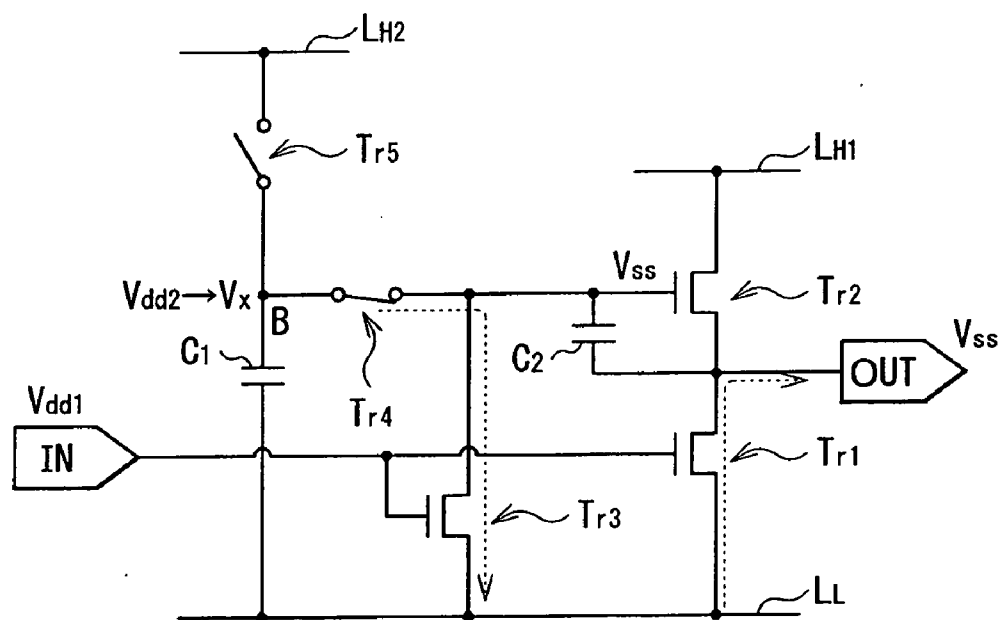 LH2
Tr5
LH1
Vdd2→Vx
B
Vss
Tr2
C1
C2
Vss
OUT
Tr4
Vdd1
IN
Tr1
Tr3
LL